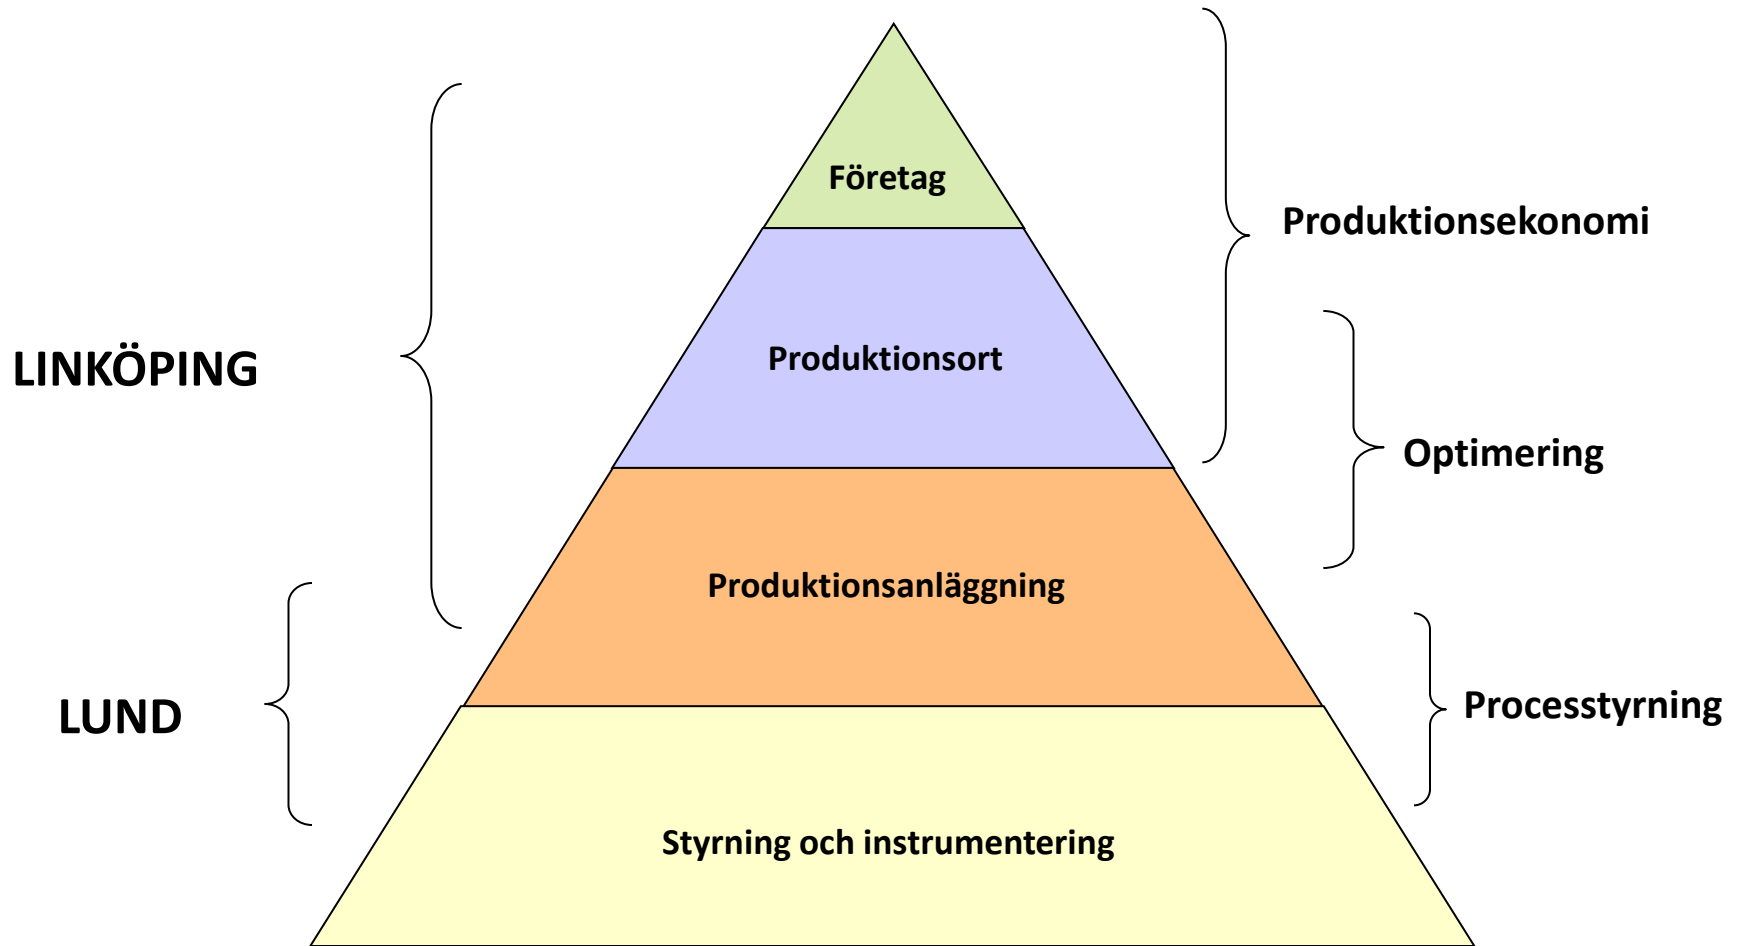 Företag
Produktionsekonomi
Produktionsort
LINKÖPING
Optimering
Produktionsanläggning
LUND
Processtyrning
Styrning och instrumentering